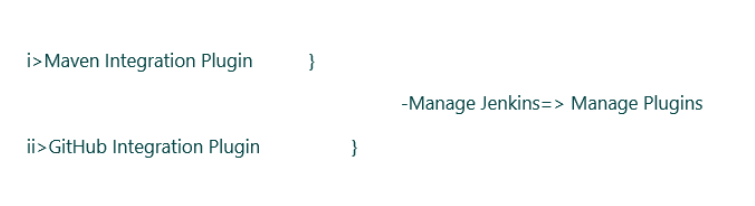 i>Maven Integration Plugin }
-Manage Jenkins=> Manage Plugins
ii>GitHub Integration Plugin }